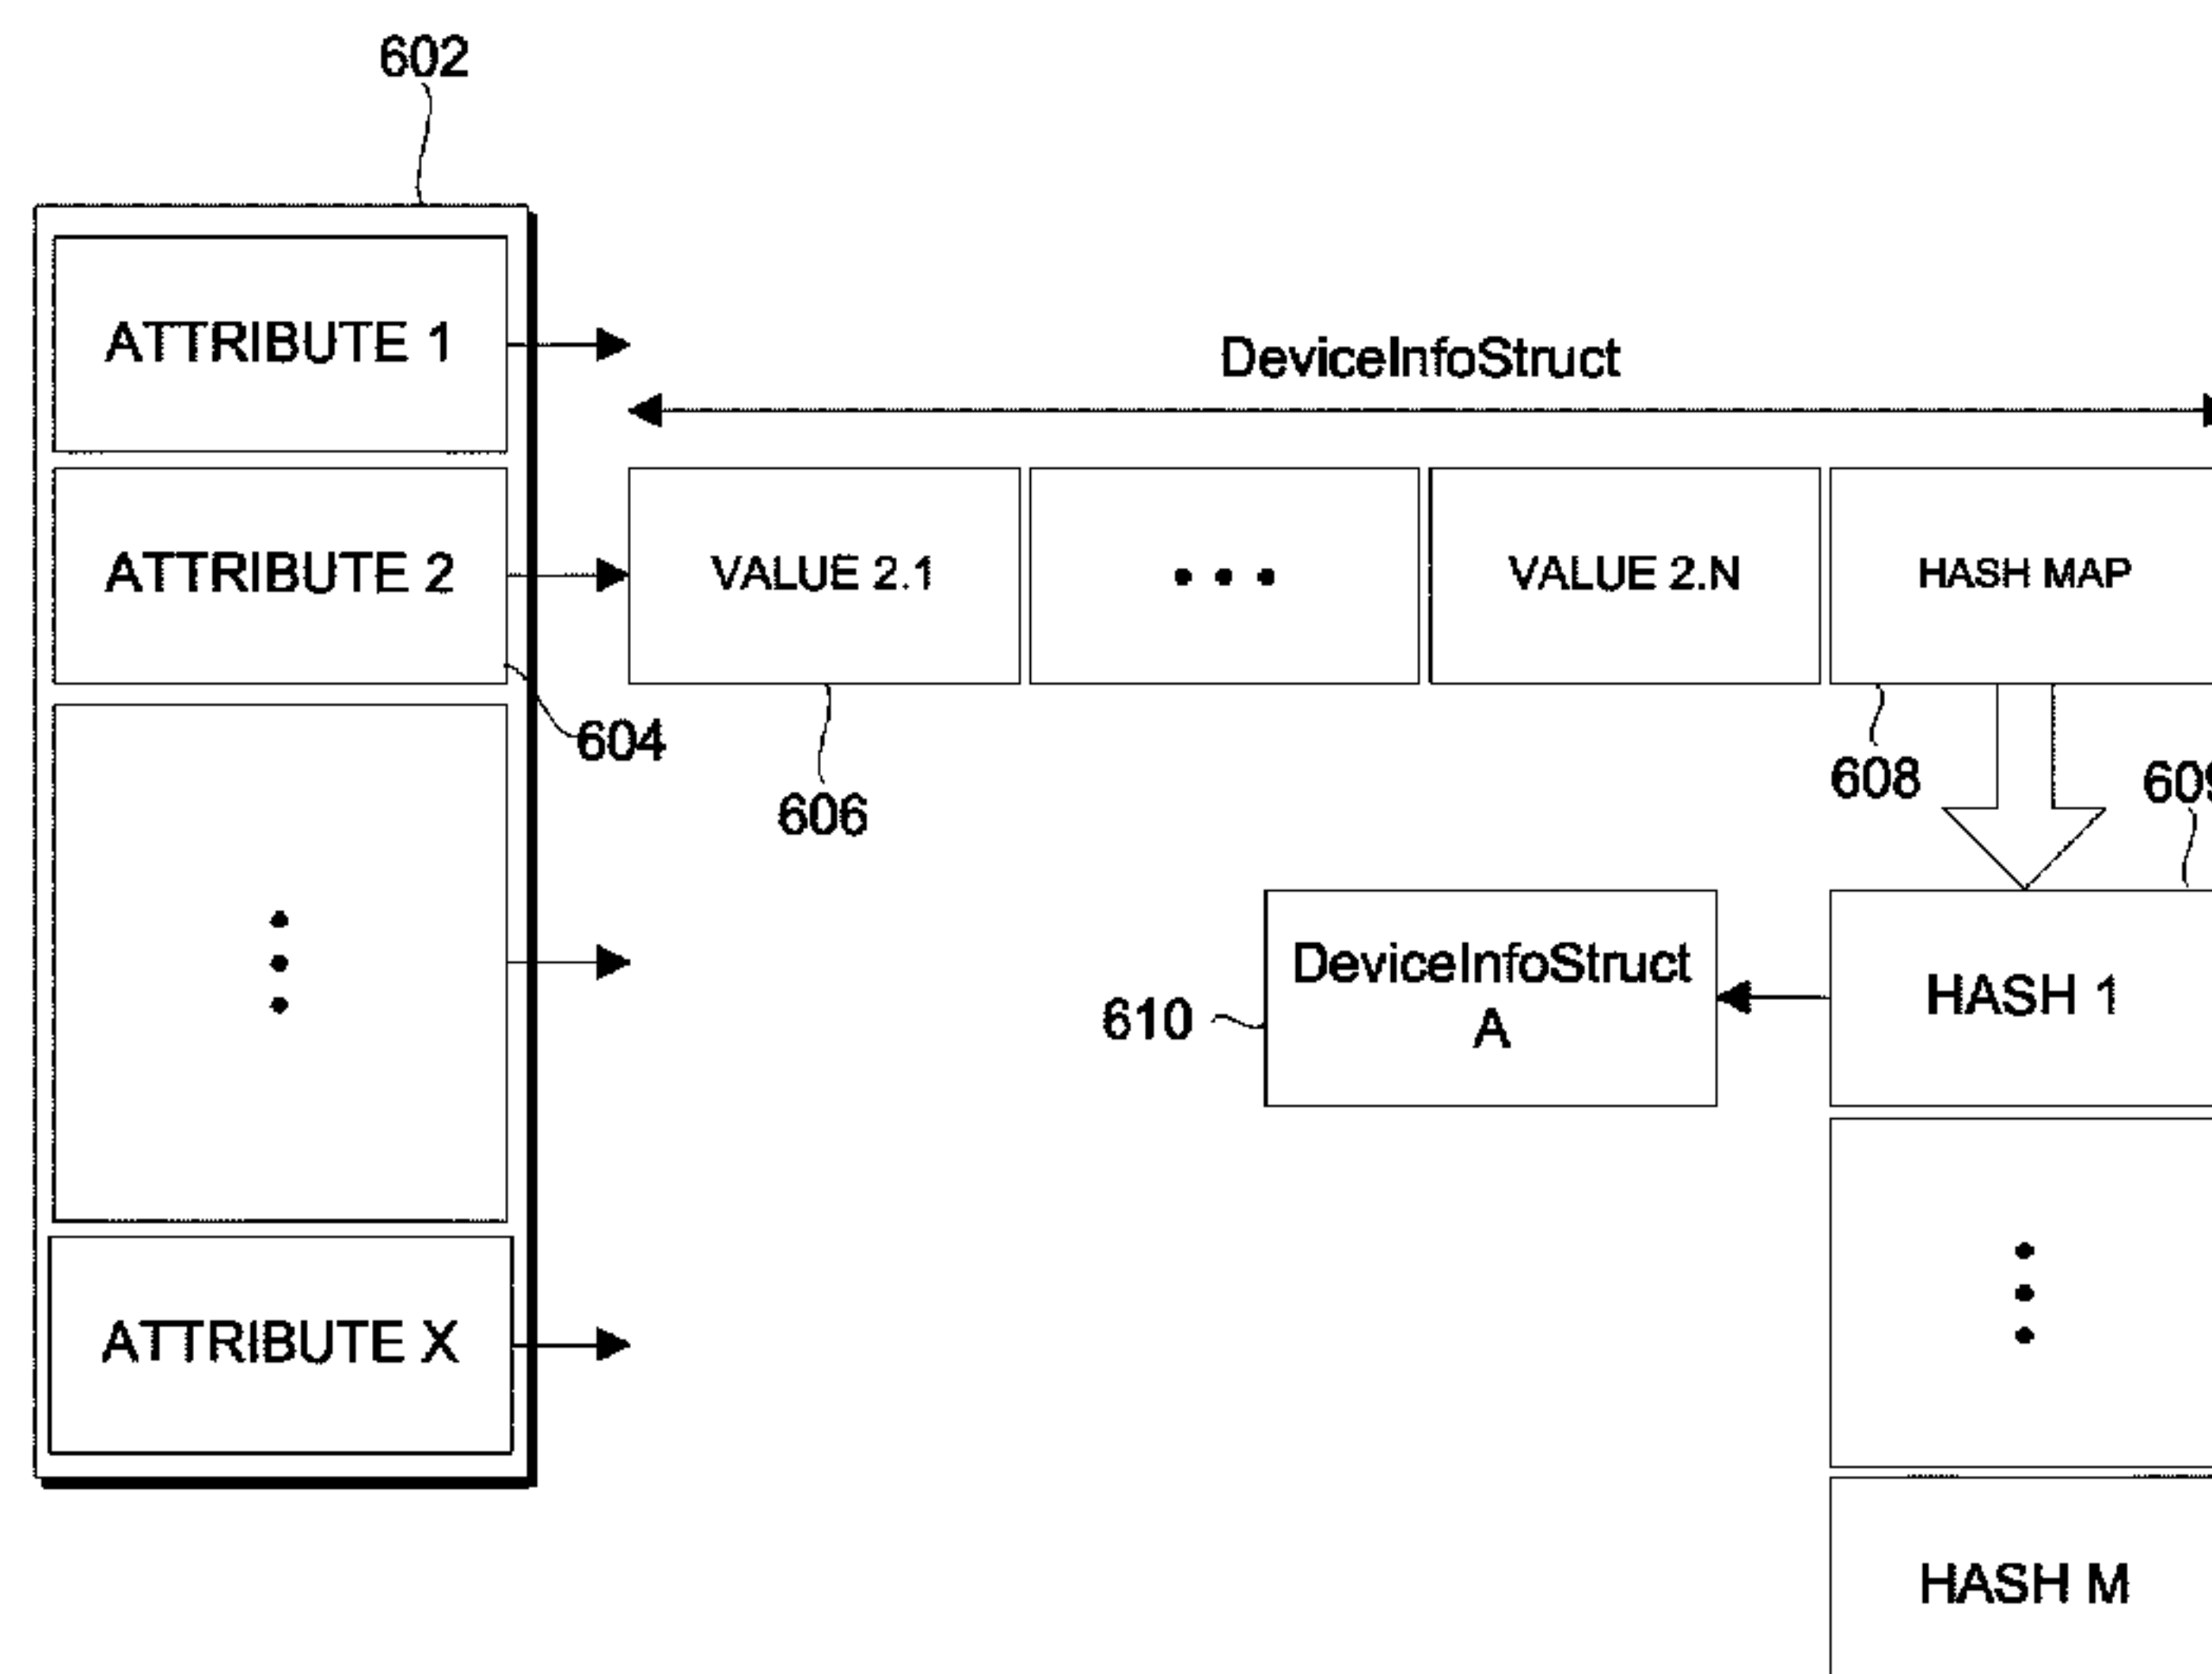 602
ATTRIBUTE 1
DeviceInfoStruct
ATTRIBUTE 2
VALUE 2.1
VALUE 2.N
HASH MAP
604
606
608
DeviceInfoStruct
A
610
HASH 1
ATTRIBUTE X
HASH M